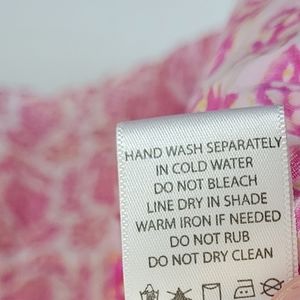 HAND WASH SEPARATELY
IN COLD WATER
DO NOT BLEACH
LINE DRY IN SHADE
WARM IRON IF NEEDED
DO NOT RUB
DO NOT DRY CLEAN